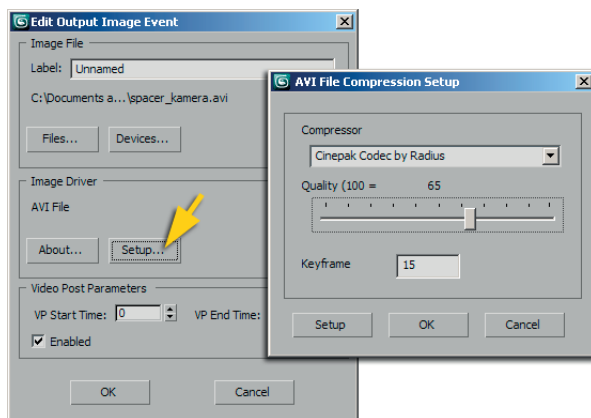 Edit Output Image Event
Image File
Label: Unnamed
C:\Documents a...\spacer_kamera.avi
Files... Devices...
Image Driver
AVI File
About... Setup...
Video Post Parameters
VP Start Time: 0 VP End Time:
Enabled
OK Cancel
AVI File Compression Setup
Compressor
Cinepak Codec by Radius
Quality (100 = 65
Keyframe 15
Setup OK Cancel